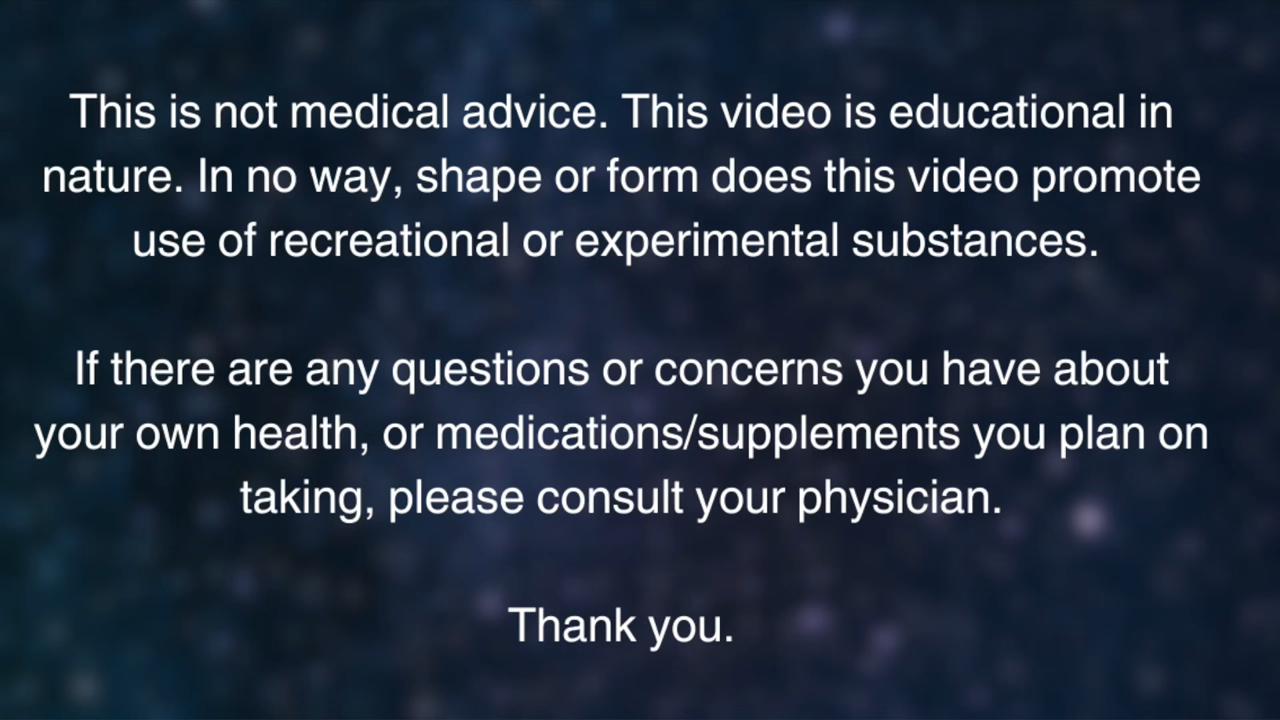 This is not medical advice. This video is educational in
nature. In no way, shape or form does this video promote
use of recreational or experimental substances.
If there are any questions or concerns you have about
your own health, or medications/supplements you plan on
taking, please consult your physician.
Thank you.